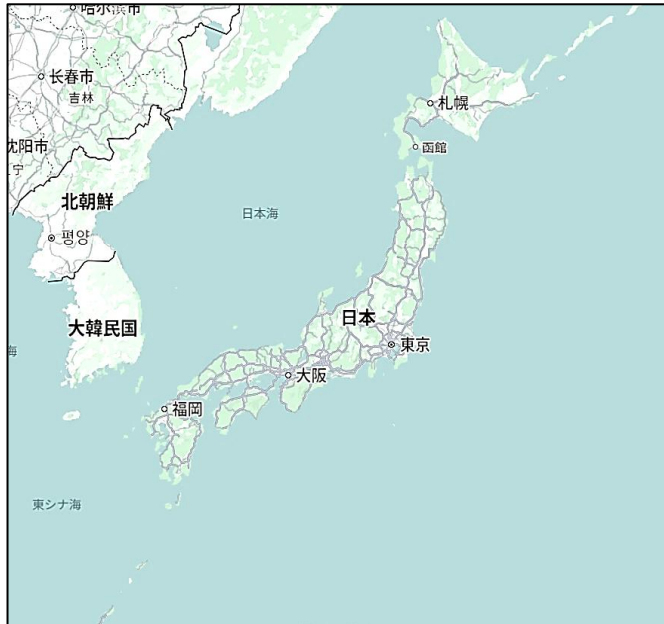 哈尔滨市
长春市
吉林
沈阳市
宁
札幌
函館
北朝鮮
日本海
평양
大韓民国
日本
海
東京
大阪
福岡
東シナ海